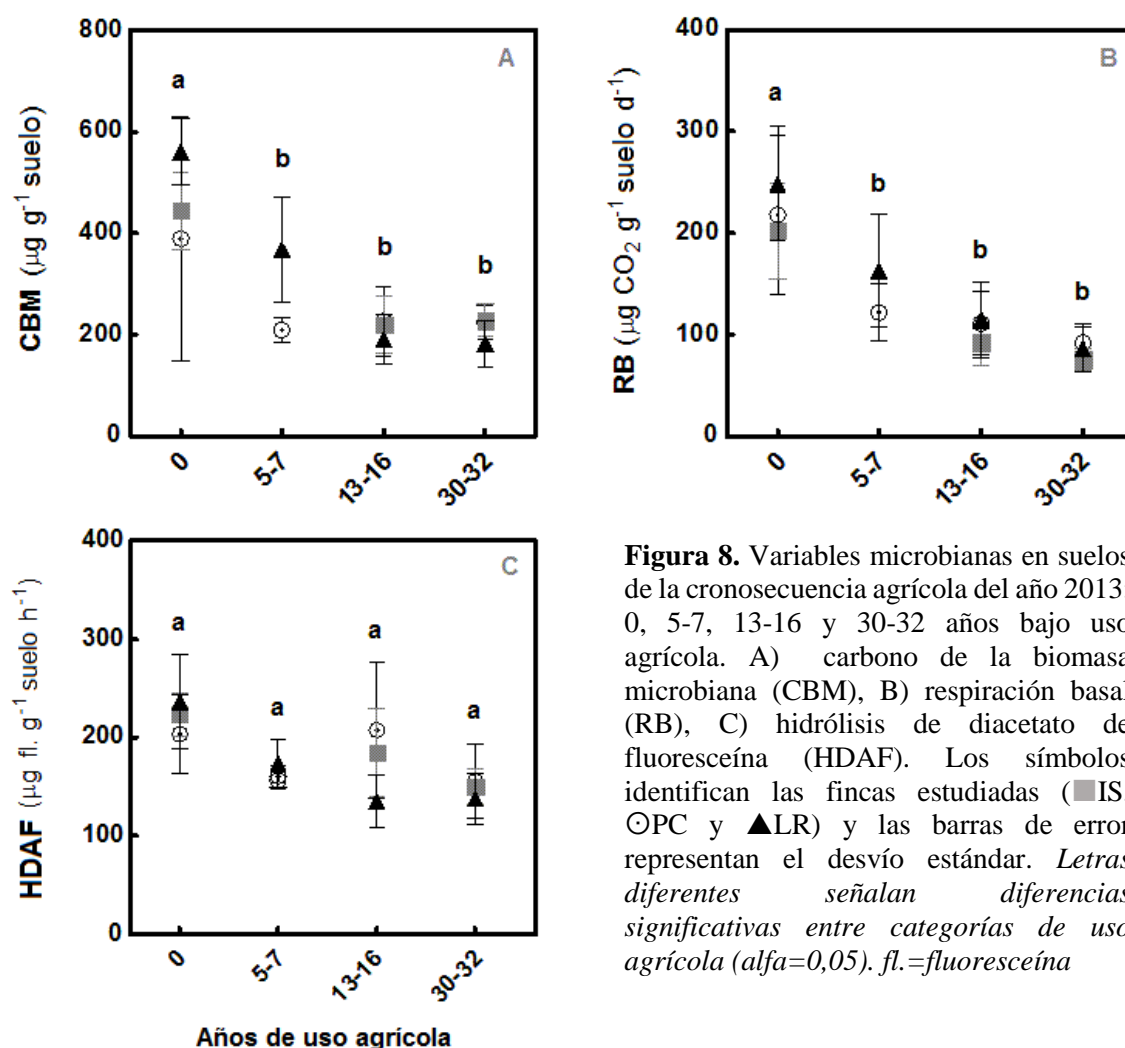 A
CBM (µg g⁻¹ suelo)
800
600
400
200
0
a
b
b
b
0
5-7
13-16
30-32
B
RB (µg CO₂ g⁻¹ suelo d⁻¹)
400
300
200
100
0
a
b
b
b
0
5-7
13-16
30-32
C
HDAF (µg fl. g⁻¹ suelo h⁻¹)
400
300
200
100
0
a
a
a
a
0
5-7
13-16
30-32
Años de uso agrícola
Figura 8. Variables microbianas en suelos
de la cronosecuencia agrícola del año 2013
0, 5-7, 13-16 y 30-32 años bajo uso
agrícola. A) carbono de la biomasa
microbiana (CBM), B) respiración basal
(RB), C) hidrólisis de diacetato de
fluoresceína (HDAF). Los símbolos
identifican las fincas estudiadas (■IS,
⊙PC y ▲LR) y las barras de error
representan el desvío estándar. Letras
diferentes señalan diferencias
significativas entre categorías de uso
agrícola (alfa=0,05). fl.=fluoresceína